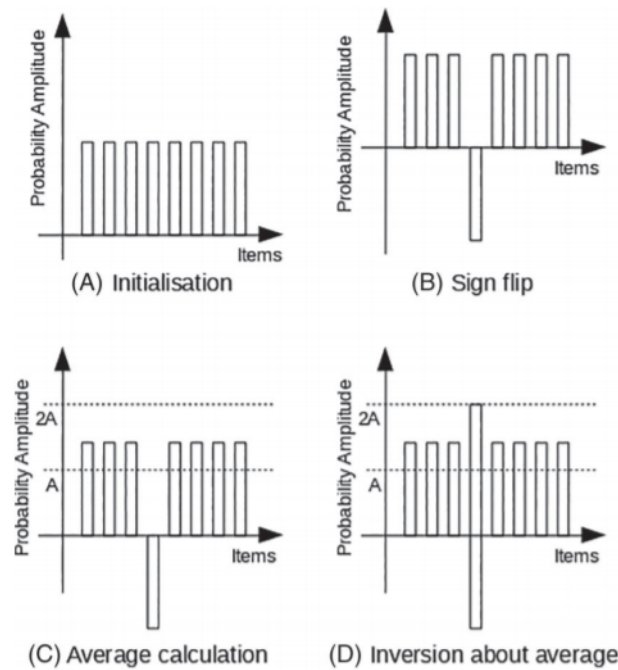 Probability Amplitude
Items
(A) Initialisation
Probability Amplitude
Items
(B) Sign flip
Probability Amplitude
2A
A
Items
(C) Average calculation
Probability Amplitude
2A
A
Items
(D) Inversion about average